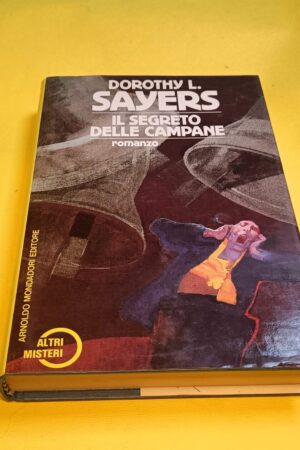 DOROTHY L.
SAYERS
IL SEGRETO
DELLE CAMPANE
romanzo
ARNOLDO MONDADORI EDITORE
ALTRI
MISTERI